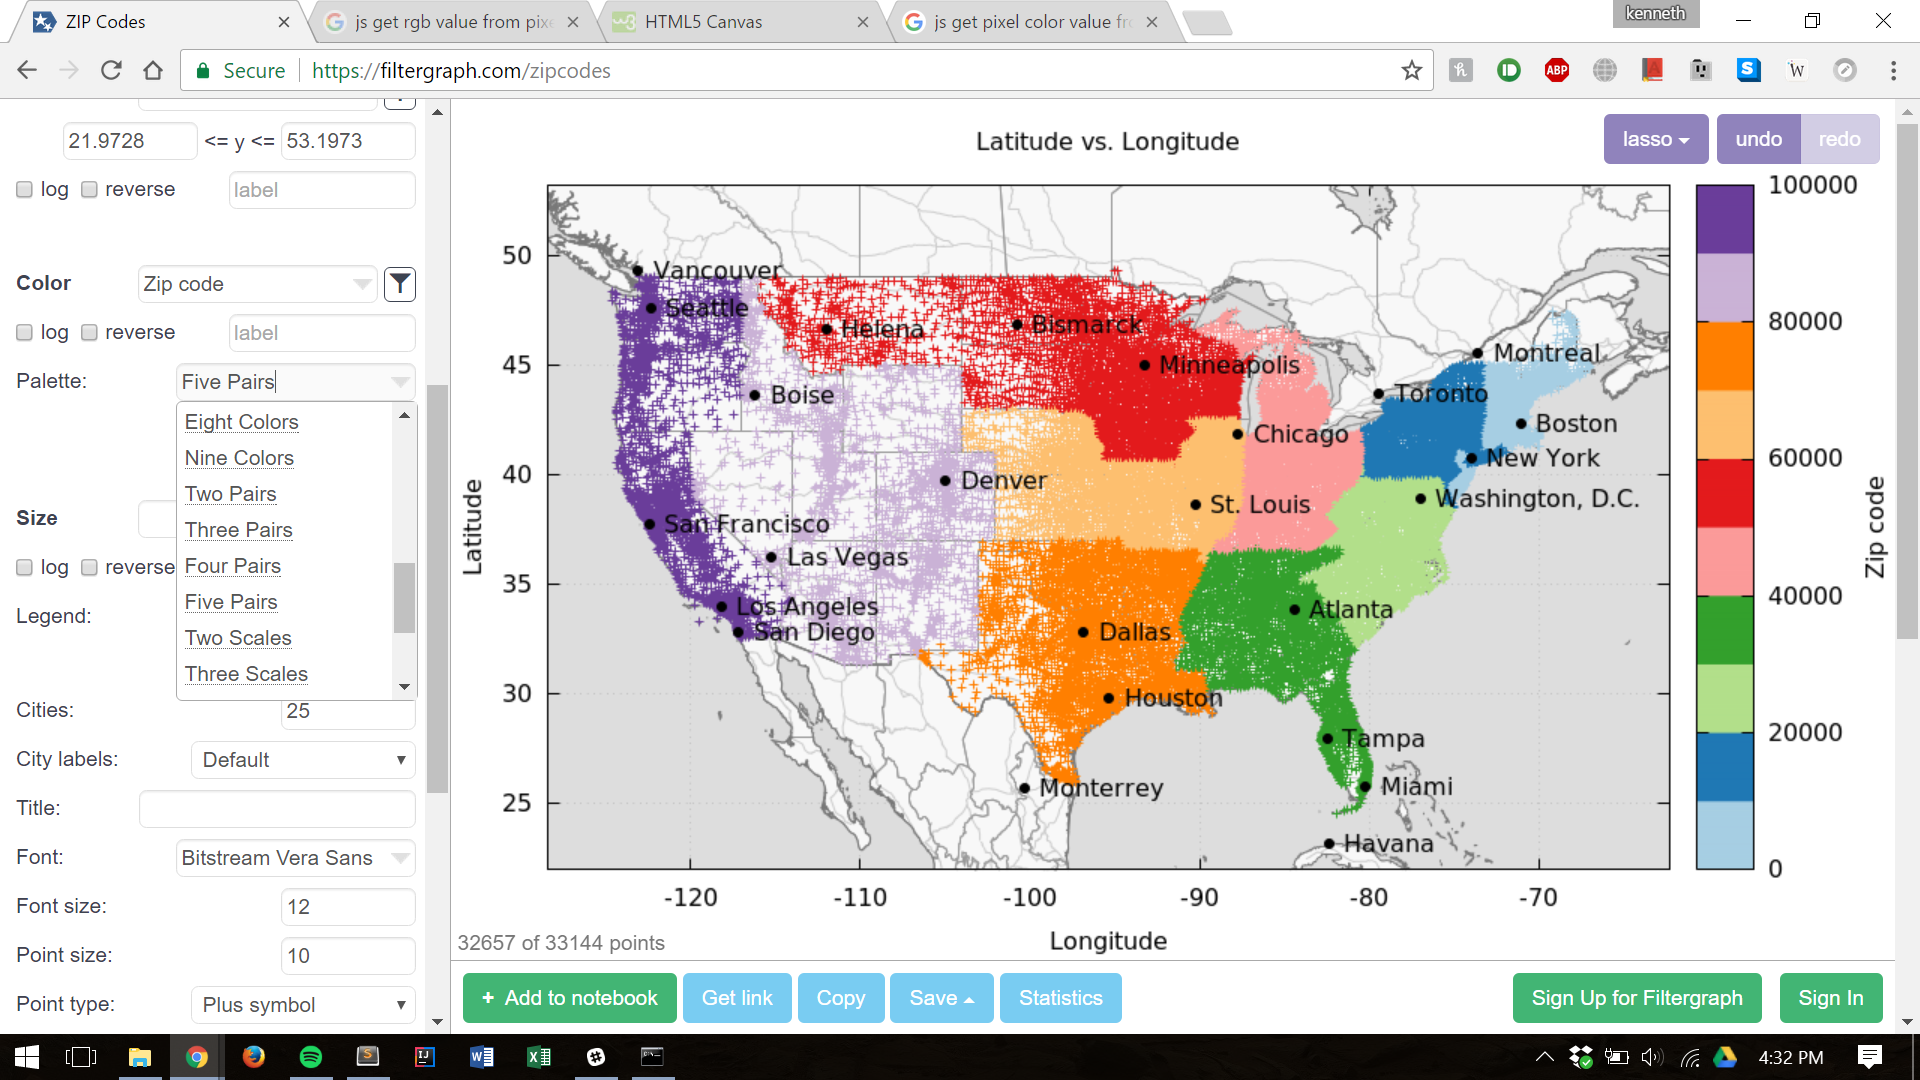 ZIP Codes
js get rgb value from pixe
HTML5 Canvas
js get pixel color value fr
kenneth
Secure
https://filtergraph.com/zipcodes
21.9728 <= y <= 53.1973
log reverse label
Color Zip code
log reverse label
Palette: Five Pairs
Eight Colors
Nine Colors
Two Pairs
Three Pairs
Four Pairs
Five Pairs
Two Scales
Three Scales
Size
log reverse
Legend:
Cities: 25
City labels: Default
Title:
Font: Bitstream Vera Sans
Font size: 12
Point size: 10
Point type: Plus symbol
Latitude vs. Longitude
lasso undo redo
Latitude
50
45
40
35
30
25
Vancouver
Seattle
Helena
Bismarck
Minneapolis
Montreal
Boise
Toronto
Boston
Chicago
New York
Denver
St. Louis
Washington, D.C.
San Francisco
Las Vegas
Los Angeles
Atlanta
San Diego
Dallas
Houston
Tampa
Monterrey
Miami
Havana
-120 -110 -100 -90 -80 -70
Longitude
100000
80000
60000
40000
20000
0
Zip code
32657 of 33144 points
+ Add to notebook
Get link
Copy
Save
Statistics
Sign Up for Filtergraph
Sign In
4:32 PM